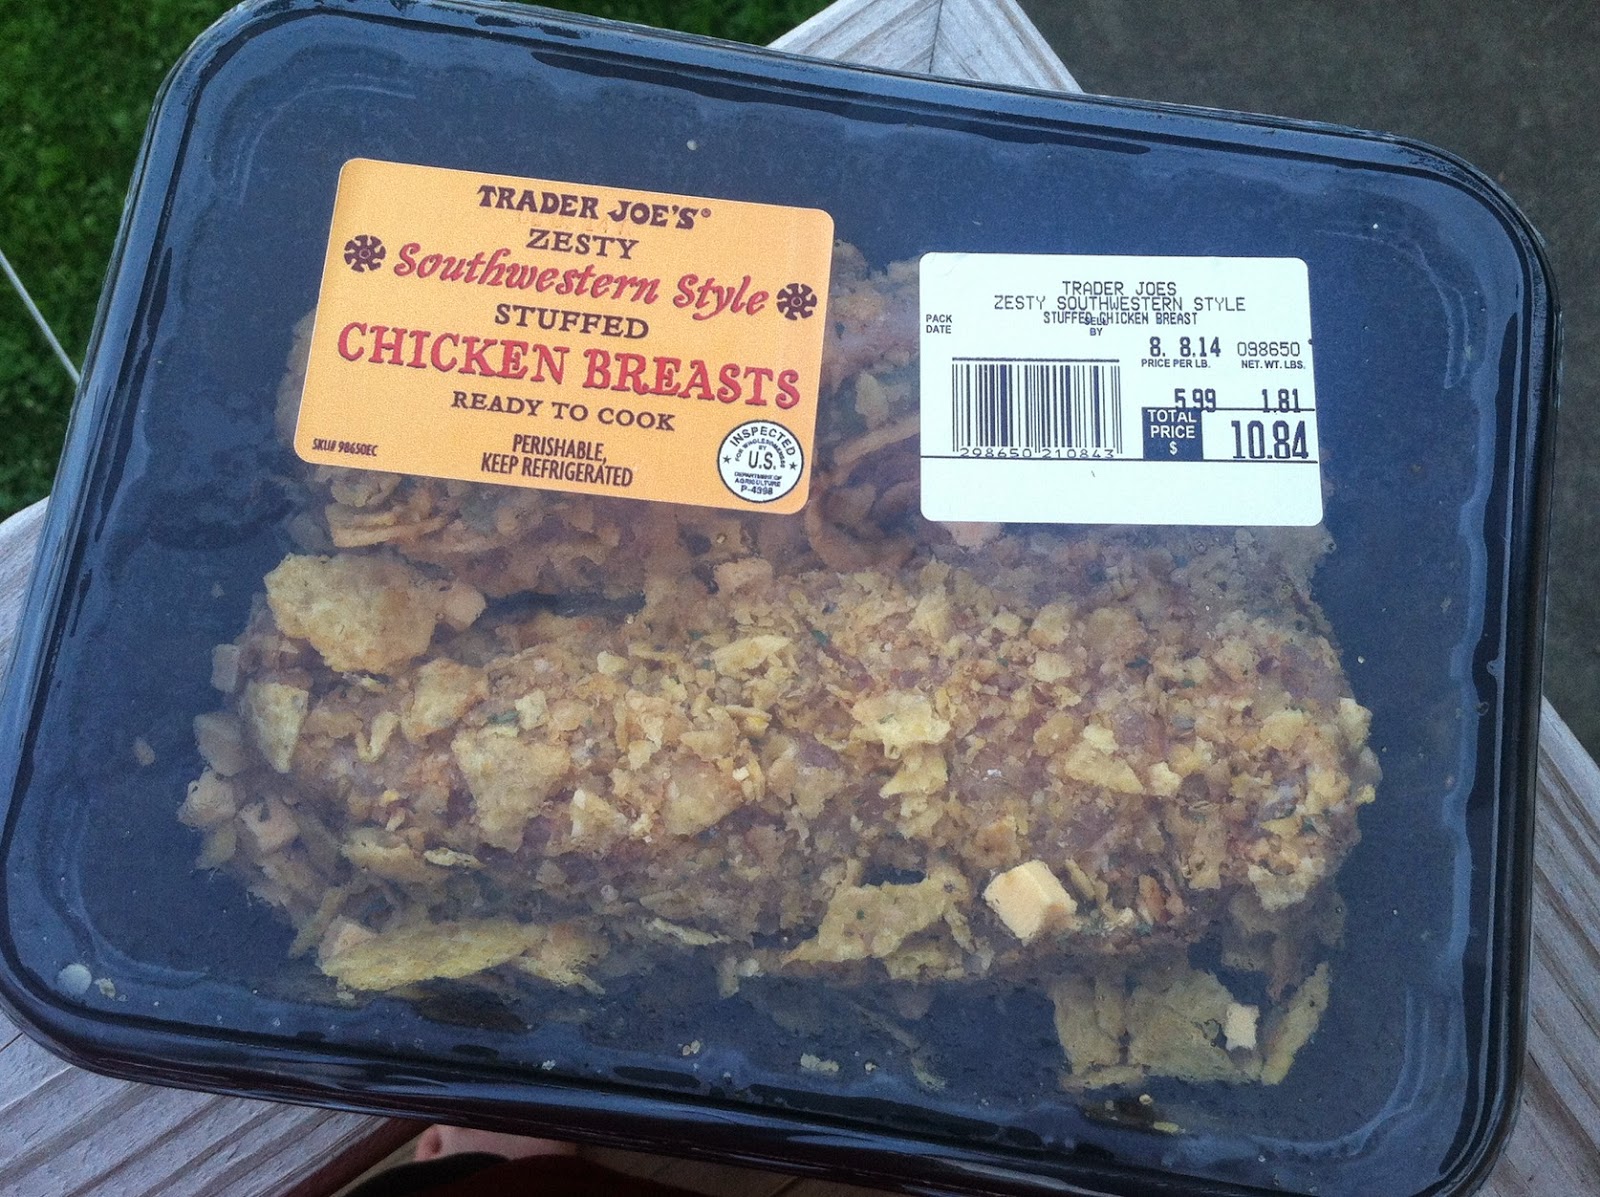 TRADER JOE'S®
ZESTY
Southwestern Style
STUFFED
CHICKEN BREASTS
READY TO COOK
SKU# 98650EC
PERISHABLE,
KEEP REFRIGERATED
INSPECTED
FOR WHOLESOMENESS
BY
U.S.
DEPARTMENT OF
AGRICULTURE
P-4398
TRADER JOES
ZESTY SOUTHWESTERN STYLE
STUFFED CHICKEN BREAST
PACK
DATE
SELL
BY
8. 8.14 098650
PRICE PER LB. NET. WT. LBS.
5.99 1.81
TOTAL
PRICE
$
10.84
298650 210843